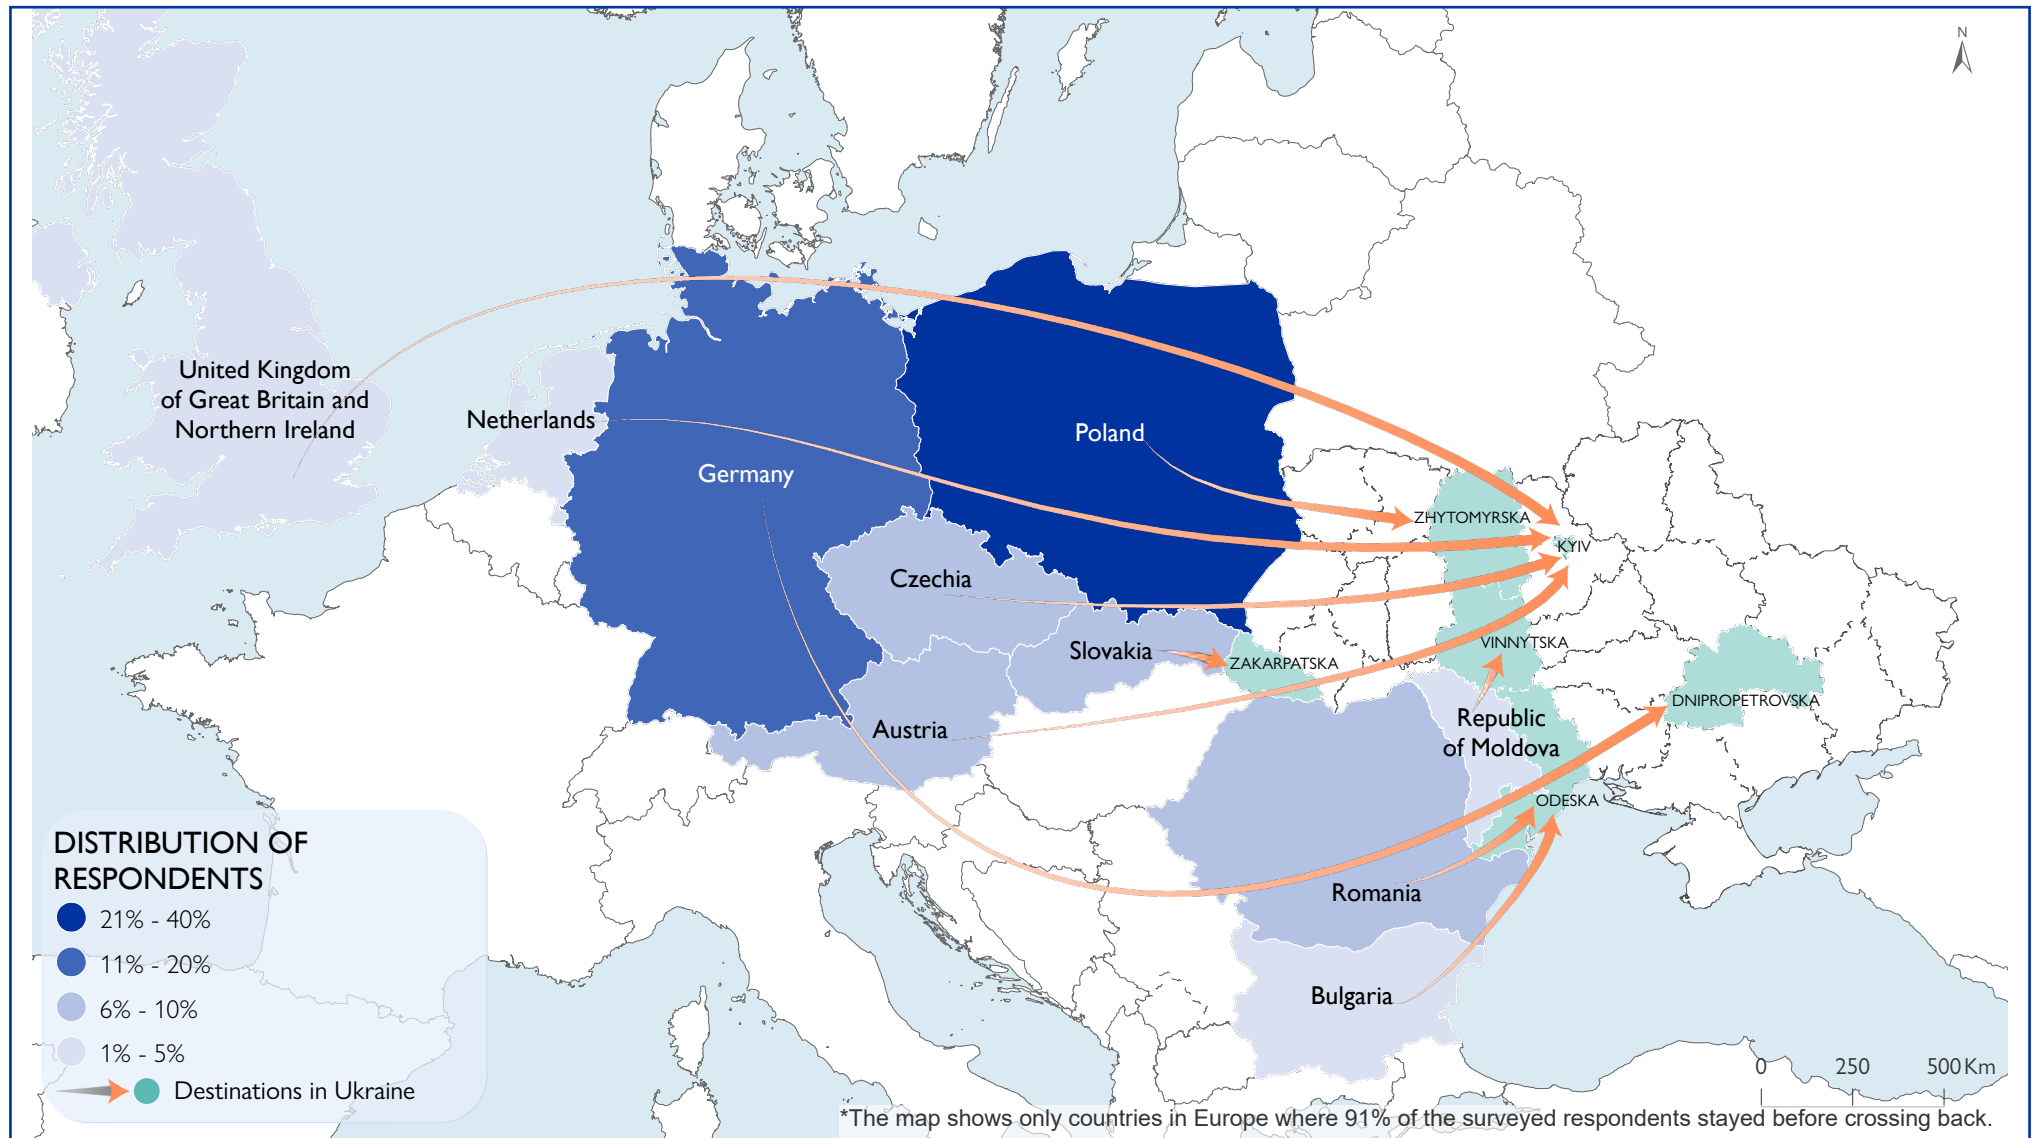 N
United Kingdom
of Great Britain and
Northern Ireland
Netherlands
Germany
Poland
Czechia
Slovakia
Austria
ZHYTOMYRSKA
KYIV
VINNYTSKA
ZAKARPATSKA
DNIPROPETROVSKA
Republic
of Moldova
ODESKA
Romania
Bulgaria
DISTRIBUTION OF
RESPONDENTS
21% - 40%
11% - 20%
6% - 10%
1% - 5%
Destinations in Ukraine
0 250 500 Km
*The map shows only countries in Europe where 91% of the surveyed respondents stayed before crossing back.